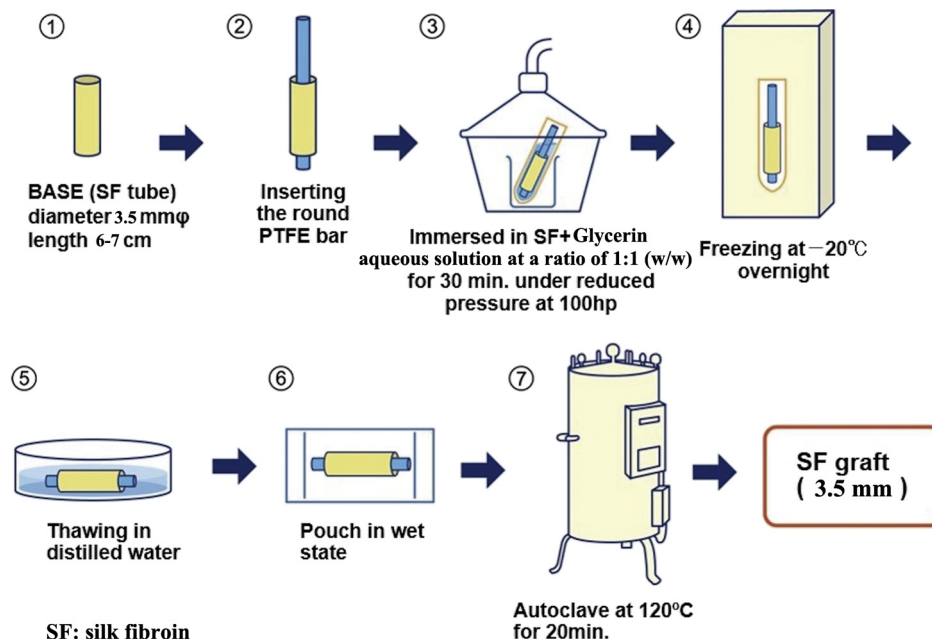 ①
BASE (SF tube)
diameter 3.5 mmφ
length 6-7 cm
②
Inserting
the round
PTFE bar
③
Immersed in SF+Glycerin
aqueous solution at a ratio of 1:1 (w/w)
for 30 min. under reduced
pressure at 100hp
④
Freezing at −20℃
overnight
⑤
Thawing in
distilled water
⑥
Pouch in wet
state
⑦
Autoclave at 120ºC
for 20min.
SF graft
( 3.5 mm )
SF: silk fibroin